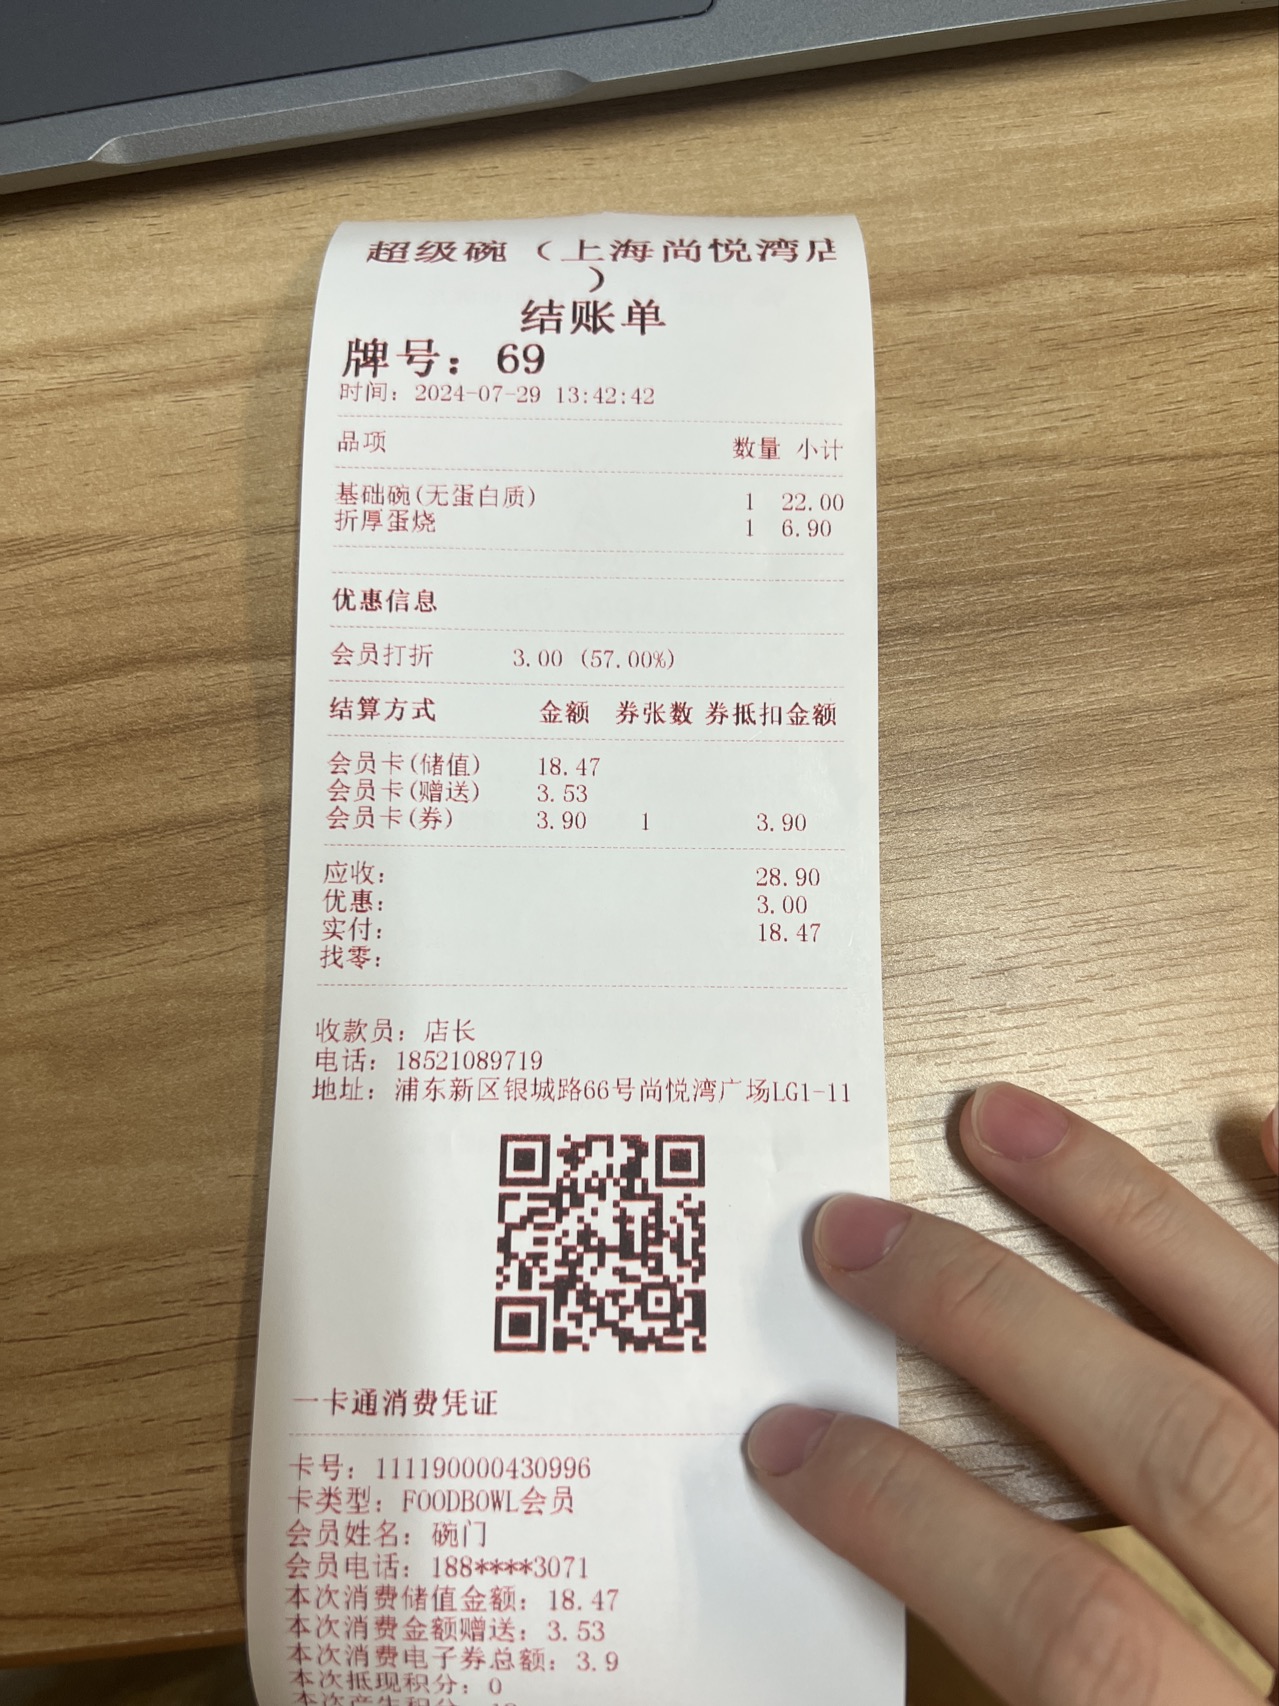 超级碗（上海尚悦湾店
）
结账单
牌号：69
时间：2024-07-29 13:42:42
品项 数量 小计
基础碗(无蛋白质) 1 22.00
折厚蛋烧 1 6.90
优惠信息
会员打折 3.00 (57.00%)
结算方式 金额 券张数 券抵扣金额
会员卡(储值) 18.47
会员卡(赠送) 3.53
会员卡(券) 3.90 1 3.90
应收： 28.90
优惠： 3.00
实付： 18.47
找零：
收款员：店长
电话：18521089719
地址：浦东新区银城路66号尚悦湾广场LG1-11
一卡通消费凭证
卡号：111190000430996
卡类型：FOODBOWL会员
会员姓名：碗门
会员电话：188****3071
本次消费储值金额：18.47
本次消费金额赠送：3.53
本次消费电子券总额：3.9
本次抵现积分：0
本次产生积分：